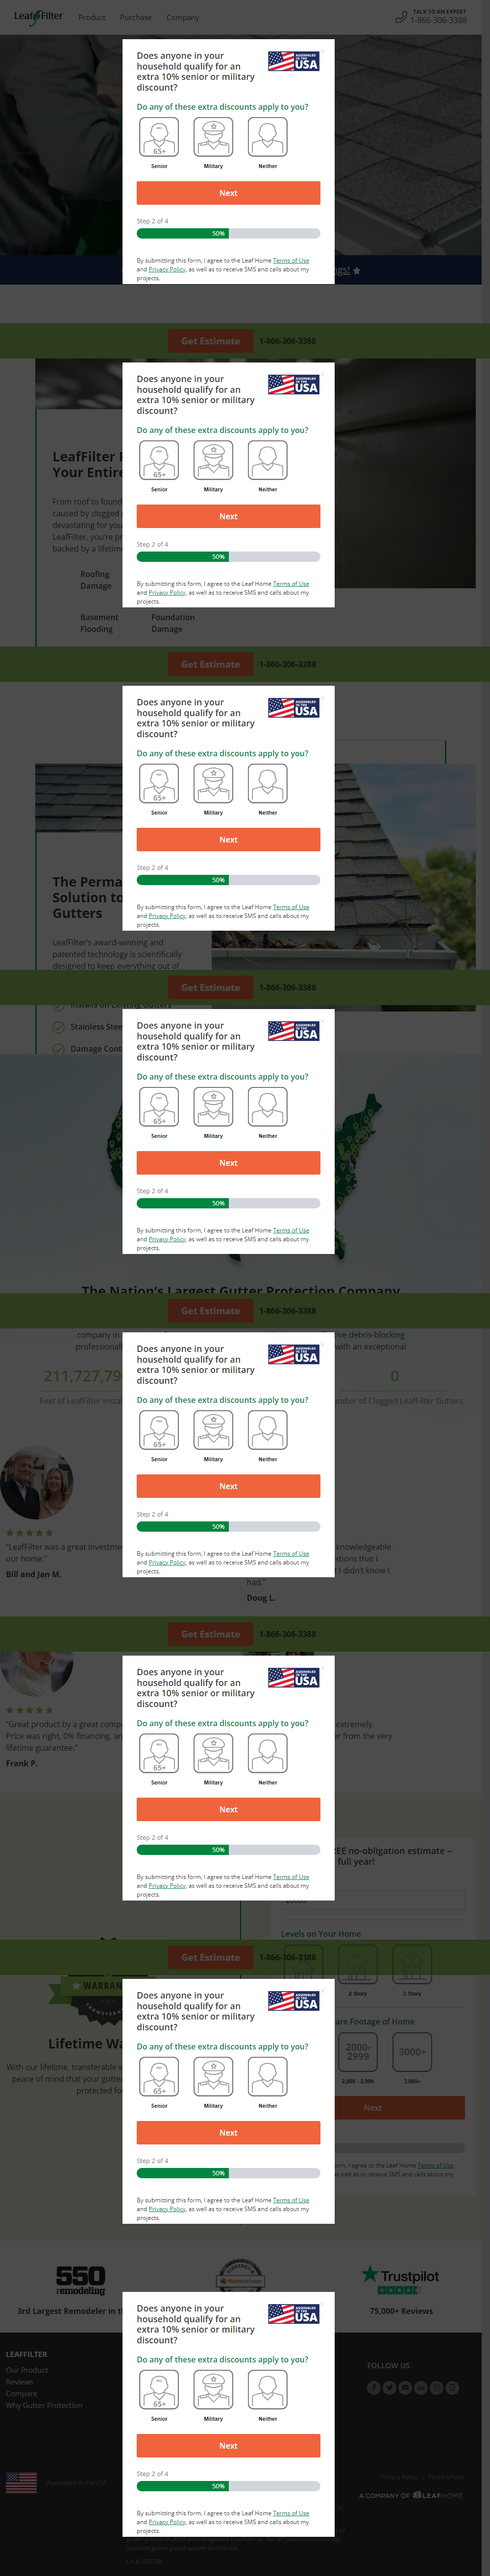 LeafFilter
Product
Purchase
Company
TALK TO AN EXPERT
1-866-306-3388
Does anyone in your
household qualify for an
extra 10% senior or military
discount?
ASSEMBLED
IN THE
USA
Do any of these extra discounts apply to you?
65+
Senior
Military
Neither
Next
Step 2 of 4
50%
By submitting this form, I agree to the Leaf Home Terms of Use
and Privacy Policy, as well as to receive SMS and calls about my
projects.
Get Estimate
1-866-306-3388
LeafFilter
Your Entire
From roof to found
caused by clogged
devastating for you
LeafFilter, you're pr
backed by a lifetime
Does anyone in your
household qualify for an
extra 10% senior or military
discount?
ASSEMBLED
IN THE
USA
Do any of these extra discounts apply to you?
65+
Senior
Military
Neither
Next
Step 2 of 4
50%
By submitting this form, I agree to the Leaf Home Terms of Use
and Privacy Policy, as well as to receive SMS and calls about my
projects.
Roofing
Damage
Basement
Flooding
Foundation
Damage
Get Estimate
1-866-306-3388
Does anyone in your
household qualify for an
extra 10% senior or military
discount?
ASSEMBLED
IN THE
USA
Do any of these extra discounts apply to you?
65+
Senior
Military
Neither
Next
Step 2 of 4
50%
By submitting this form, I agree to the Leaf Home Terms of Use
and Privacy Policy, as well as to receive SMS and calls about my
projects.
The Perma
Solution to
Gutters
LeafFilter's award-winning and
patented technology is scientifically
designed to keep everything out of
Get Estimate
1-866-306-3388
Installs on Existing Gutters
Stainless Stee
Damage Cont
Does anyone in your
household qualify for an
extra 10% senior or military
discount?
ASSEMBLED
IN THE
USA
Do any of these extra discounts apply to you?
65+
Senior
Military
Neither
Next
Step 2 of 4
50%
By submitting this form, I agree to the Leaf Home Terms of Use
and Privacy Policy, as well as to receive SMS and calls about my
projects.
The Nation's Largest Gutter Protection Company
Get Estimate
1-866-306-3388
company in
professional
ive debris-blocking
with an exceptional
211,727,79
Feet of LeafFilter instal
0
mber of Clogged LeafFilter Gutters
Does anyone in your
household qualify for an
extra 10% senior or military
discount?
ASSEMBLED
IN THE
USA
Do any of these extra discounts apply to you?
65+
Senior
Military
Neither
Next
Step 2 of 4
50%
By submitting this form, I agree to the Leaf Home Terms of Use
and Privacy Policy, as well as to receive SMS and calls about my
projects.
"LeafFilter was a great investme
our home."
Bill and Jan M.
knowledgeable.
stions that I
I didn't know I
had."
Doug L.
Get Estimate
1-866-306-3388
Does anyone in your
household qualify for an
extra 10% senior or military
discount?
ASSEMBLED
IN THE
USA
Do any of these extra discounts apply to you?
65+
Senior
Military
Neither
Next
Step 2 of 4
50%
By submitting this form, I agree to the Leaf Home Terms of Use
and Privacy Policy, as well as to receive SMS and calls about my
projects.
"Great product by a great compa
Price was right, 0% financing, an
lifetime guarantee."
Frank P.
extremely
r from the very
REE no-obligation estimate --
full year!
Levels on Your Home
Get Estimate
1-866-306-3388
2 Story
3 Story
are Footage of Home
2000-
2999
3000+
2,000 - 2,999
3,000+
Next
WARRAN
Lifetime Wa
With our lifetime, transferable w
peace of mind that your gutte
protected fo
Does anyone in your
household qualify for an
extra 10% senior or military
discount?
ASSEMBLED
IN THE
USA
Do any of these extra discounts apply to you?
65+
Senior
Military
Neither
Next
Step 2 of 4
50%
By submitting this form, I agree to the Leaf Home Terms of Use
and Privacy Policy, as well as to receive SMS and calls about my
projects.
orm, I agree to the Leaf Home Terms of Use
as well as to receive SMS and calls about my
550
remodeling
3rd Largest Remodeler in t
HomeAdvisor
Trustpilot
75,000+ Reviews
Does anyone in your
household qualify for an
extra 10% senior or military
discount?
ASSEMBLED
IN THE
USA
Do any of these extra discounts apply to you?
65+
Senior
Military
Neither
Next
Step 2 of 4
50%
By submitting this form, I agree to the Leaf Home Terms of Use
and Privacy Policy, as well as to receive SMS and calls about my
projects.
LEAFFILTER
Our Product
Reviews
Compare
Why Gutter Protection
FOLLOW US
Assembled in the USA
Privacy Policy | Terms of Use
A COMPANY OF LEAFHOME